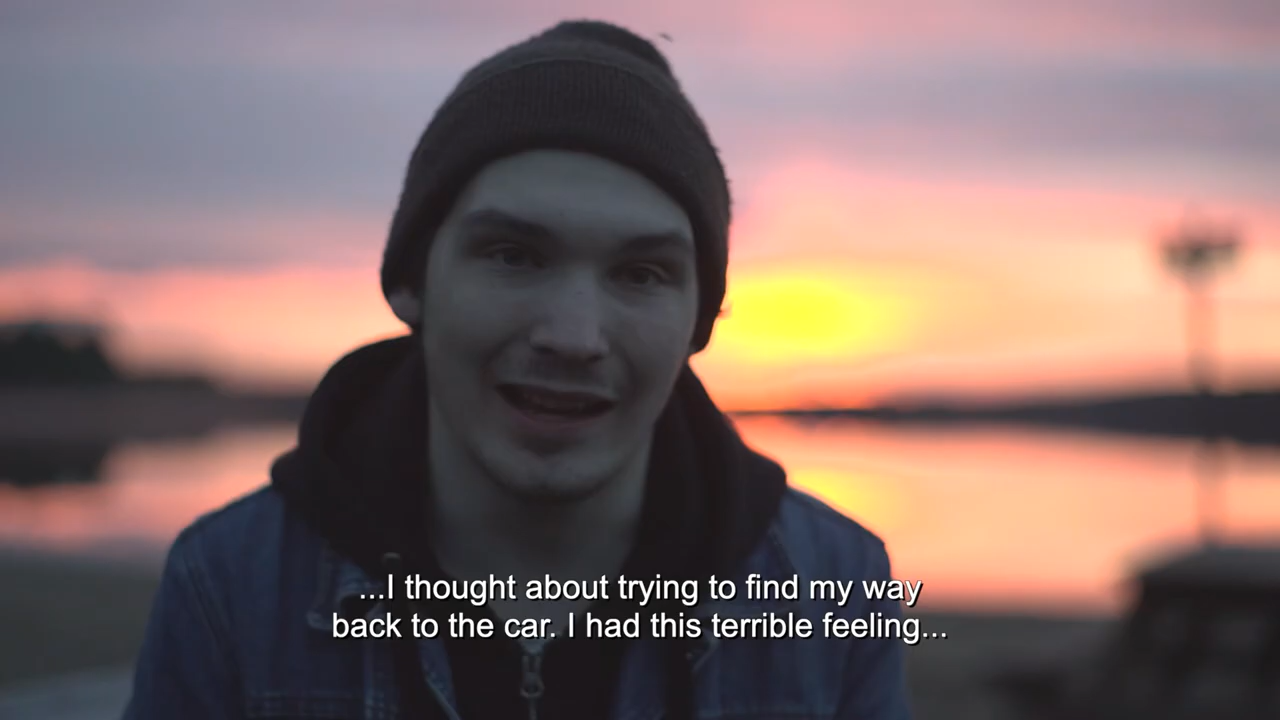 ...I thought about trying to find my way
back to the car. I had this terrible feeling...